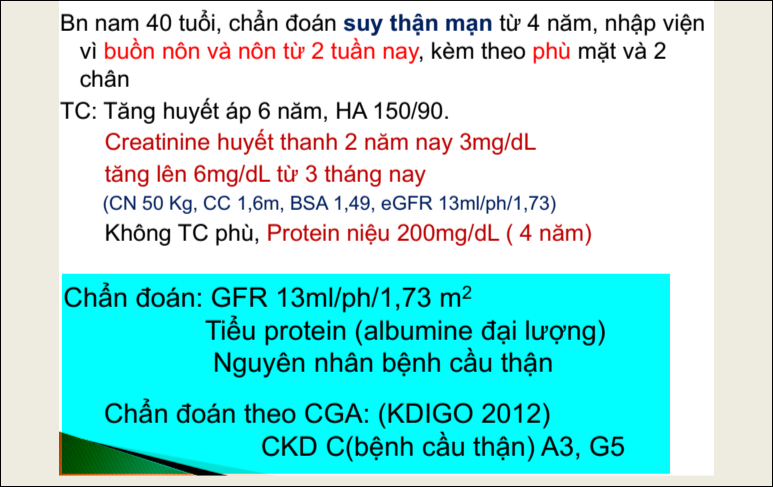 Bn nam 40 tuổi, chẩn đoán suy thận mạn từ 4 năm, nhập viện
vì buồn nôn và nôn từ 2 tuần nay, kèm theo phù mặt và 2
chân
TC: Tăng huyết áp 6 năm, HA 150/90.
Creatinine huyết thanh 2 năm nay 3mg/dL
tăng lên 6mg/dL từ 3 tháng nay
(CN 50 Kg, CC 1,6m, BSA 1,49, eGFR 13ml/ph/1,73)
Không TC phù, Protein niệu 200mg/dL ( 4 năm)
Chẩn đoán: GFR 13ml/ph/1,73 m²
Tiểu protein (albumine đại lượng)
Nguyên nhân bệnh cầu thận
Chẩn đoán theo CGA: (KDIGO 2012)
CKD C(bệnh cầu thận) A3, G5